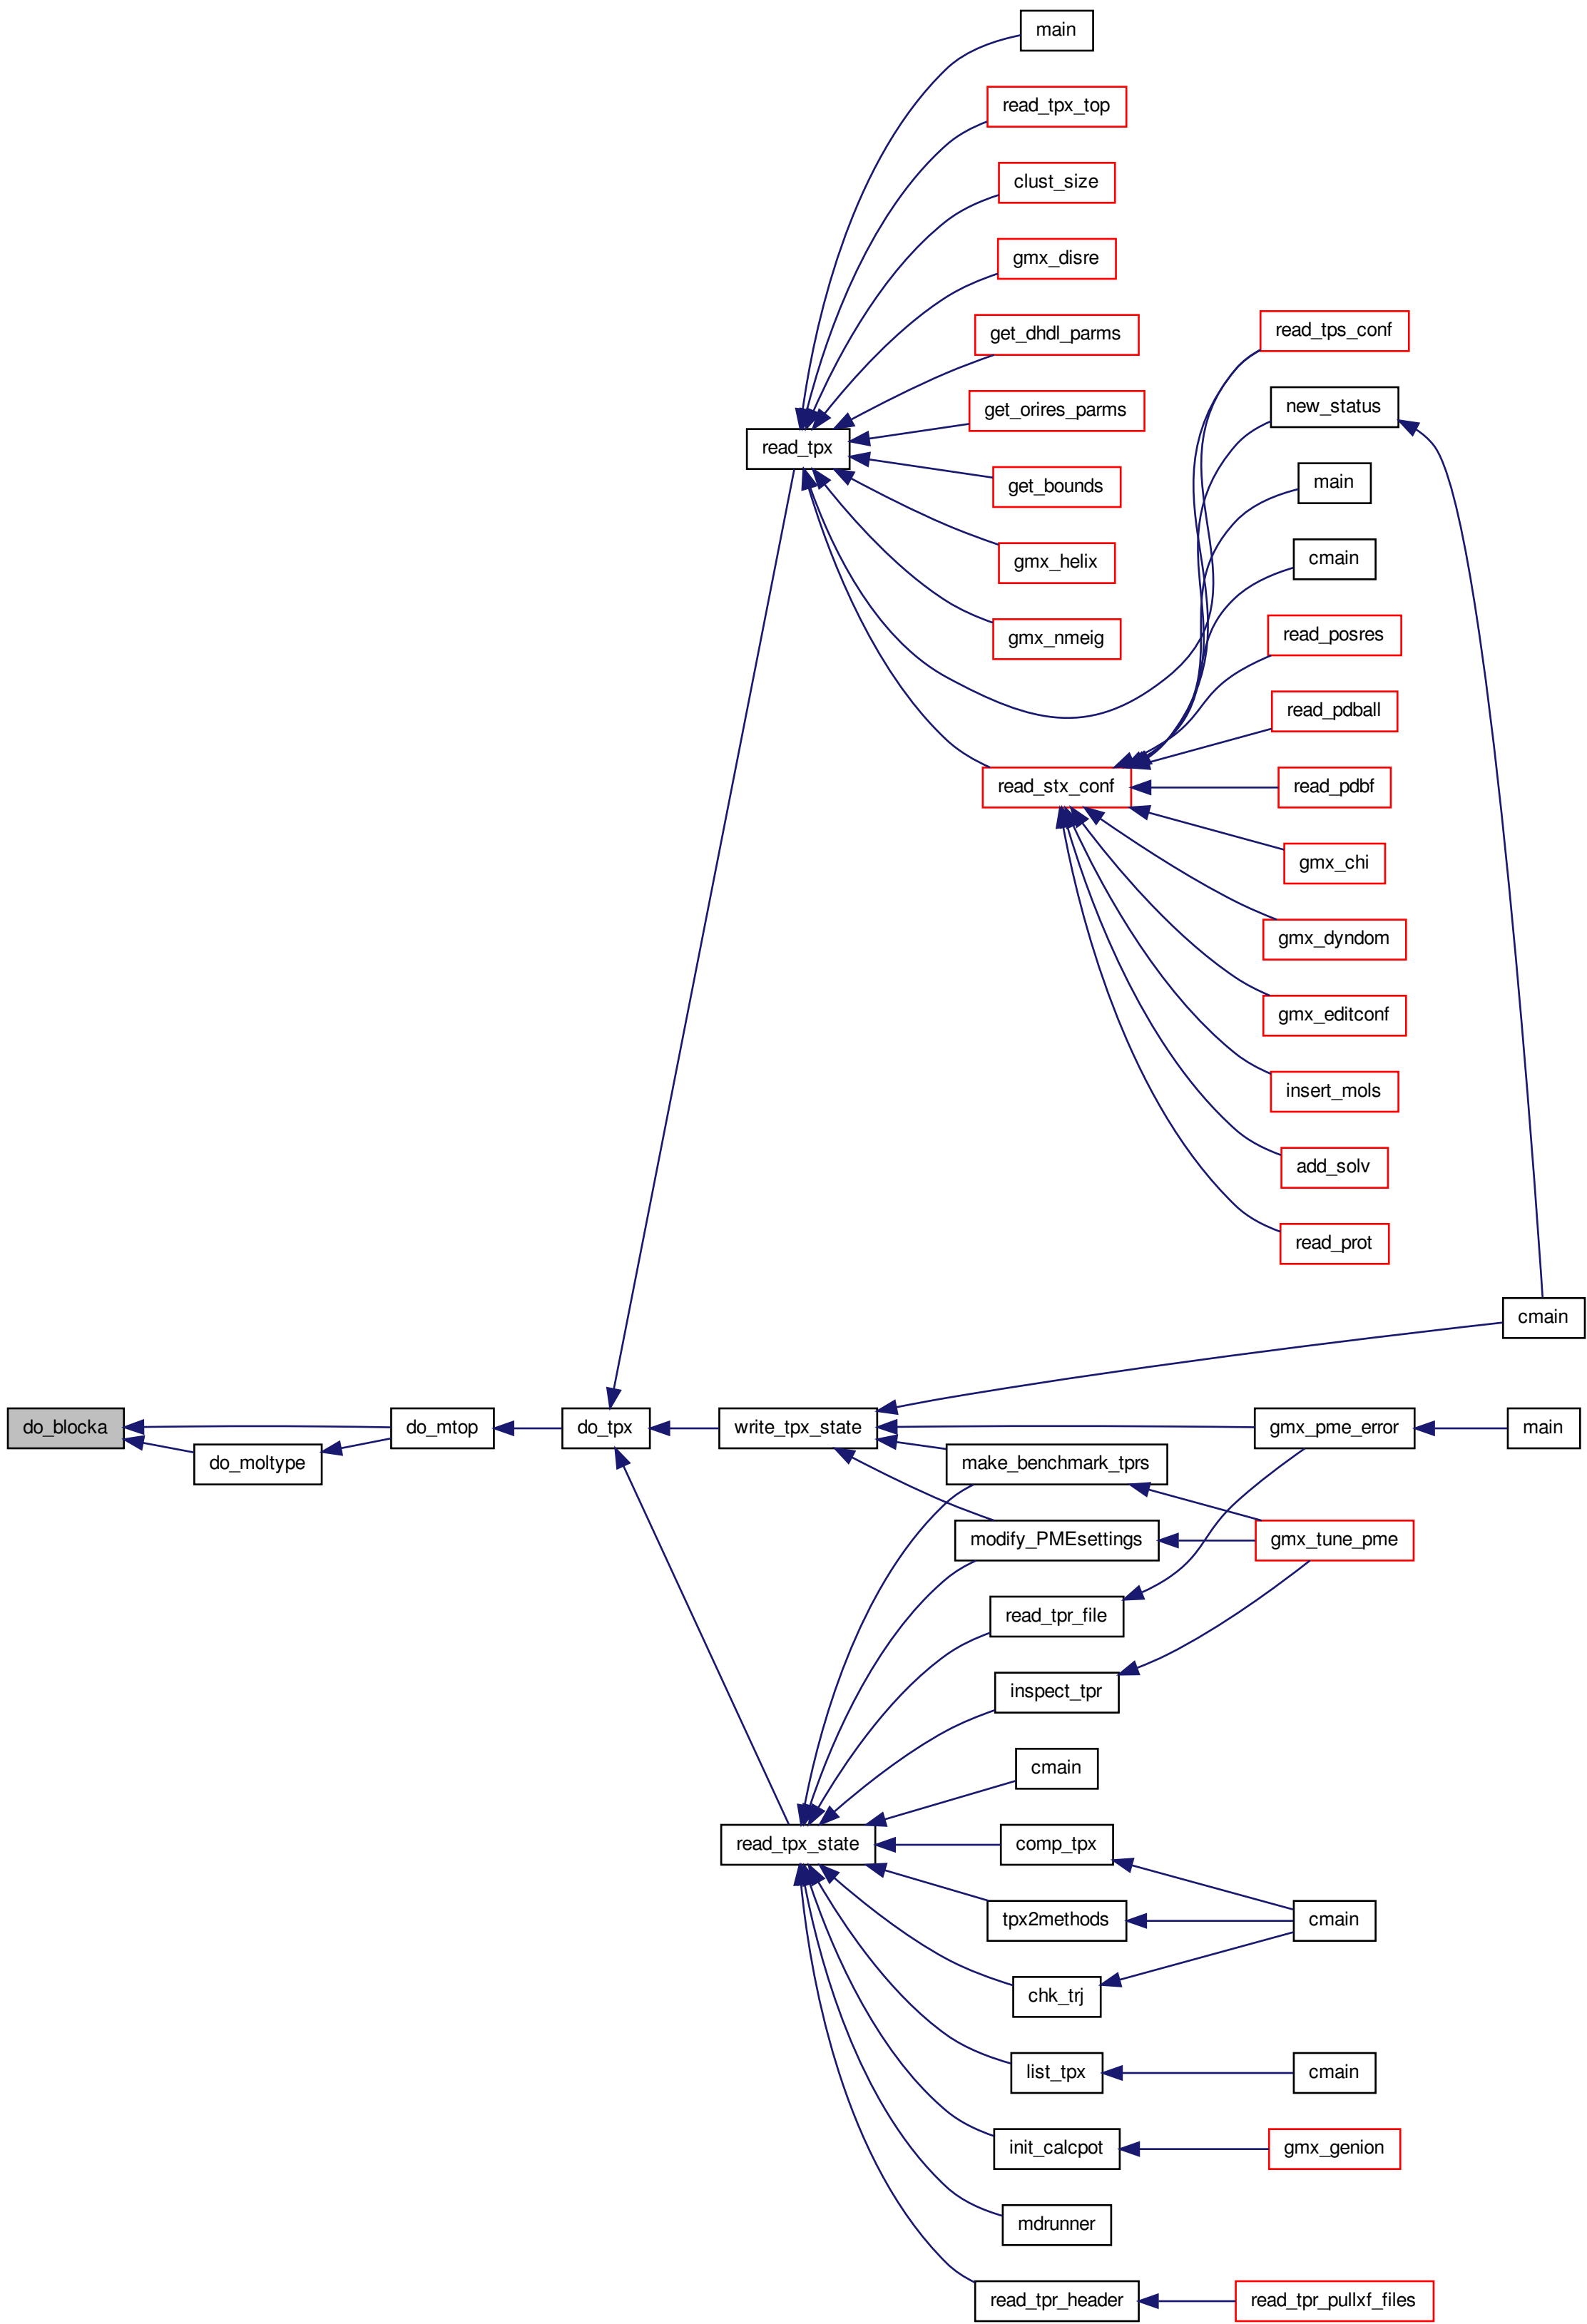 main
read_tpx_top
clust_size
gmx_disre
read_tps_conf
get_dhdl_parms
new_status
get_orires_parms
read_tpx
main
get_bounds
cmain
gmx_helix
read_posres
gmx_nmeig
read_pdball
read_stx_conf
read_pdbf
gmx_chi
gmx_dyndom
gmx_editconf
insert_mols
add_solv
read_prot
cmain
do_blocka
do_mtop
do_tpx
write_tpx_state
gmx_pme_error
main
do_moltype
make_benchmark_tprs
modify_PMEsettings
gmx_tune_pme
read_tpr_file
inspect_tpr
cmain
read_tpx_state
comp_tpx
tpx2methods
cmain
chk_trj
list_tpx
cmain
init_calcpot
gmx_genion
mdrunner
read_tpr_header
read_tpr_pullxf_files